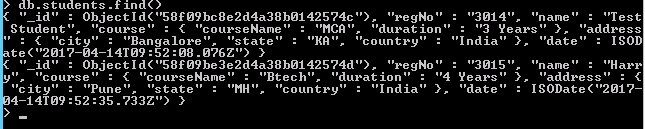 > db.students.find()
{ "_id" : ObjectId("58f09bc8e2d4a38b0142574c"), "regNo" : "3014", "name" : "Test
 Student", "course" : { "courseName" : "MCA", "duration" : "3 Years" }, "address
" : { "city" : "Bangalore", "state" : "KA", "country" : "India" }, "date" : ISOD
ate("2017-04-14T09:52:08.076Z") }
{ "_id" : ObjectId("58f09be3e2d4a38b0142574d"), "regNo" : "3015", "name" : "Harr
y, "course" : { "courseName" : "Btech", "duration" : "4 Years" }, "address" : {
"city" : "Pune", "state" : "MH", "country" : "India" }, "date" : ISODate("2017-
04-14T09:52:35.733Z") }
> _